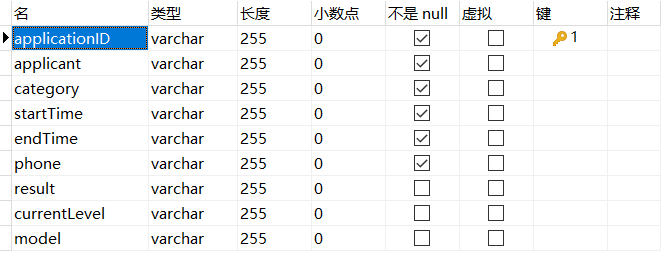 名 类型 长度 小数点 不是 null 虚拟 键 注释
applicationID varchar 255 0 1
applicant varchar 255 0
category varchar 255 0
startTime varchar 255 0
endTime varchar 255 0
phone varchar 255 0
result varchar 255 0
currentLevel varchar 255 0
model varchar 255 0